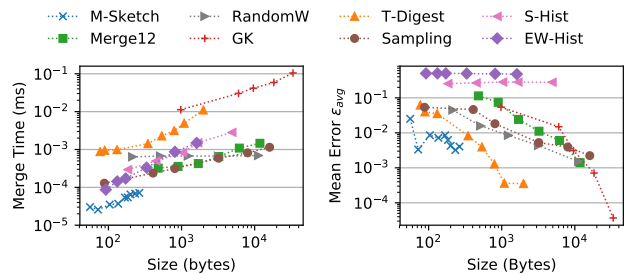 M-Sketch RandomW T-Digest S-Hist
Merge12 GK Sampling EW-Hist
Merge Time (ms)
10⁻¹
10⁻²
10⁻³
10⁻⁴
10⁻⁵
10² 10³ 10⁴
Size (bytes)
Mean Error ε_avg
10⁻¹
10⁻²
10⁻³
10⁻⁴
10² 10³ 10⁴
Size (Bytes)